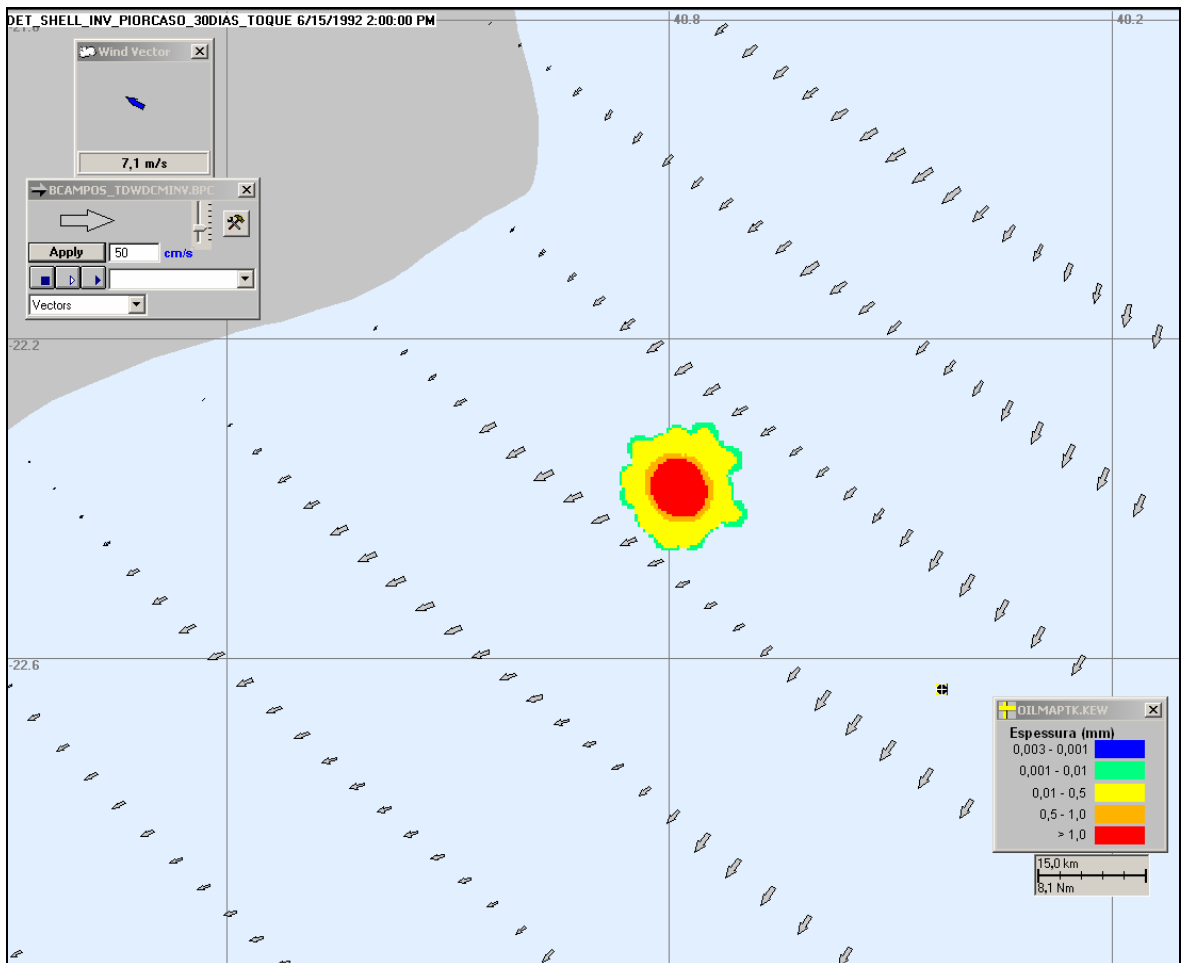 DET_SHELL_INV_PIORCASO_30DIAS_TOQUE 6/15/1992 2:00:00 PM
40.8
40.2
Wind Vector
7,1 m/s
BCAMPOS_TDWDCMINV.BPC
Apply
50
cm/s
Vectors
-22.2
-22.6
OILMAPTK.KEW
Espessura (mm)
0,003 - 0,001
0,001 - 0,01
0,01 - 0,5
0,5 - 1,0
> 1,0
15,0 km
8,1 Nm